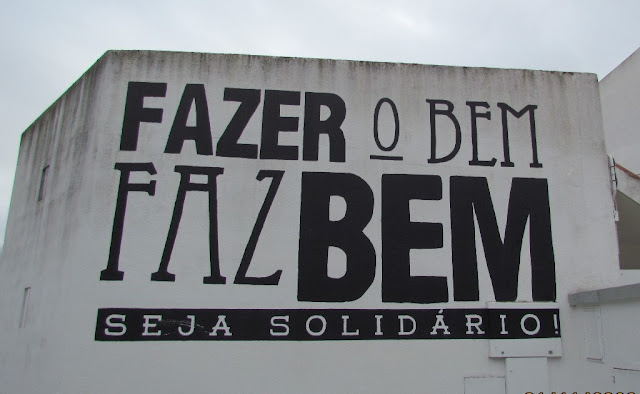 FAZER O BEM
FAZ BEM
SEJA SOLIDÁRIO!